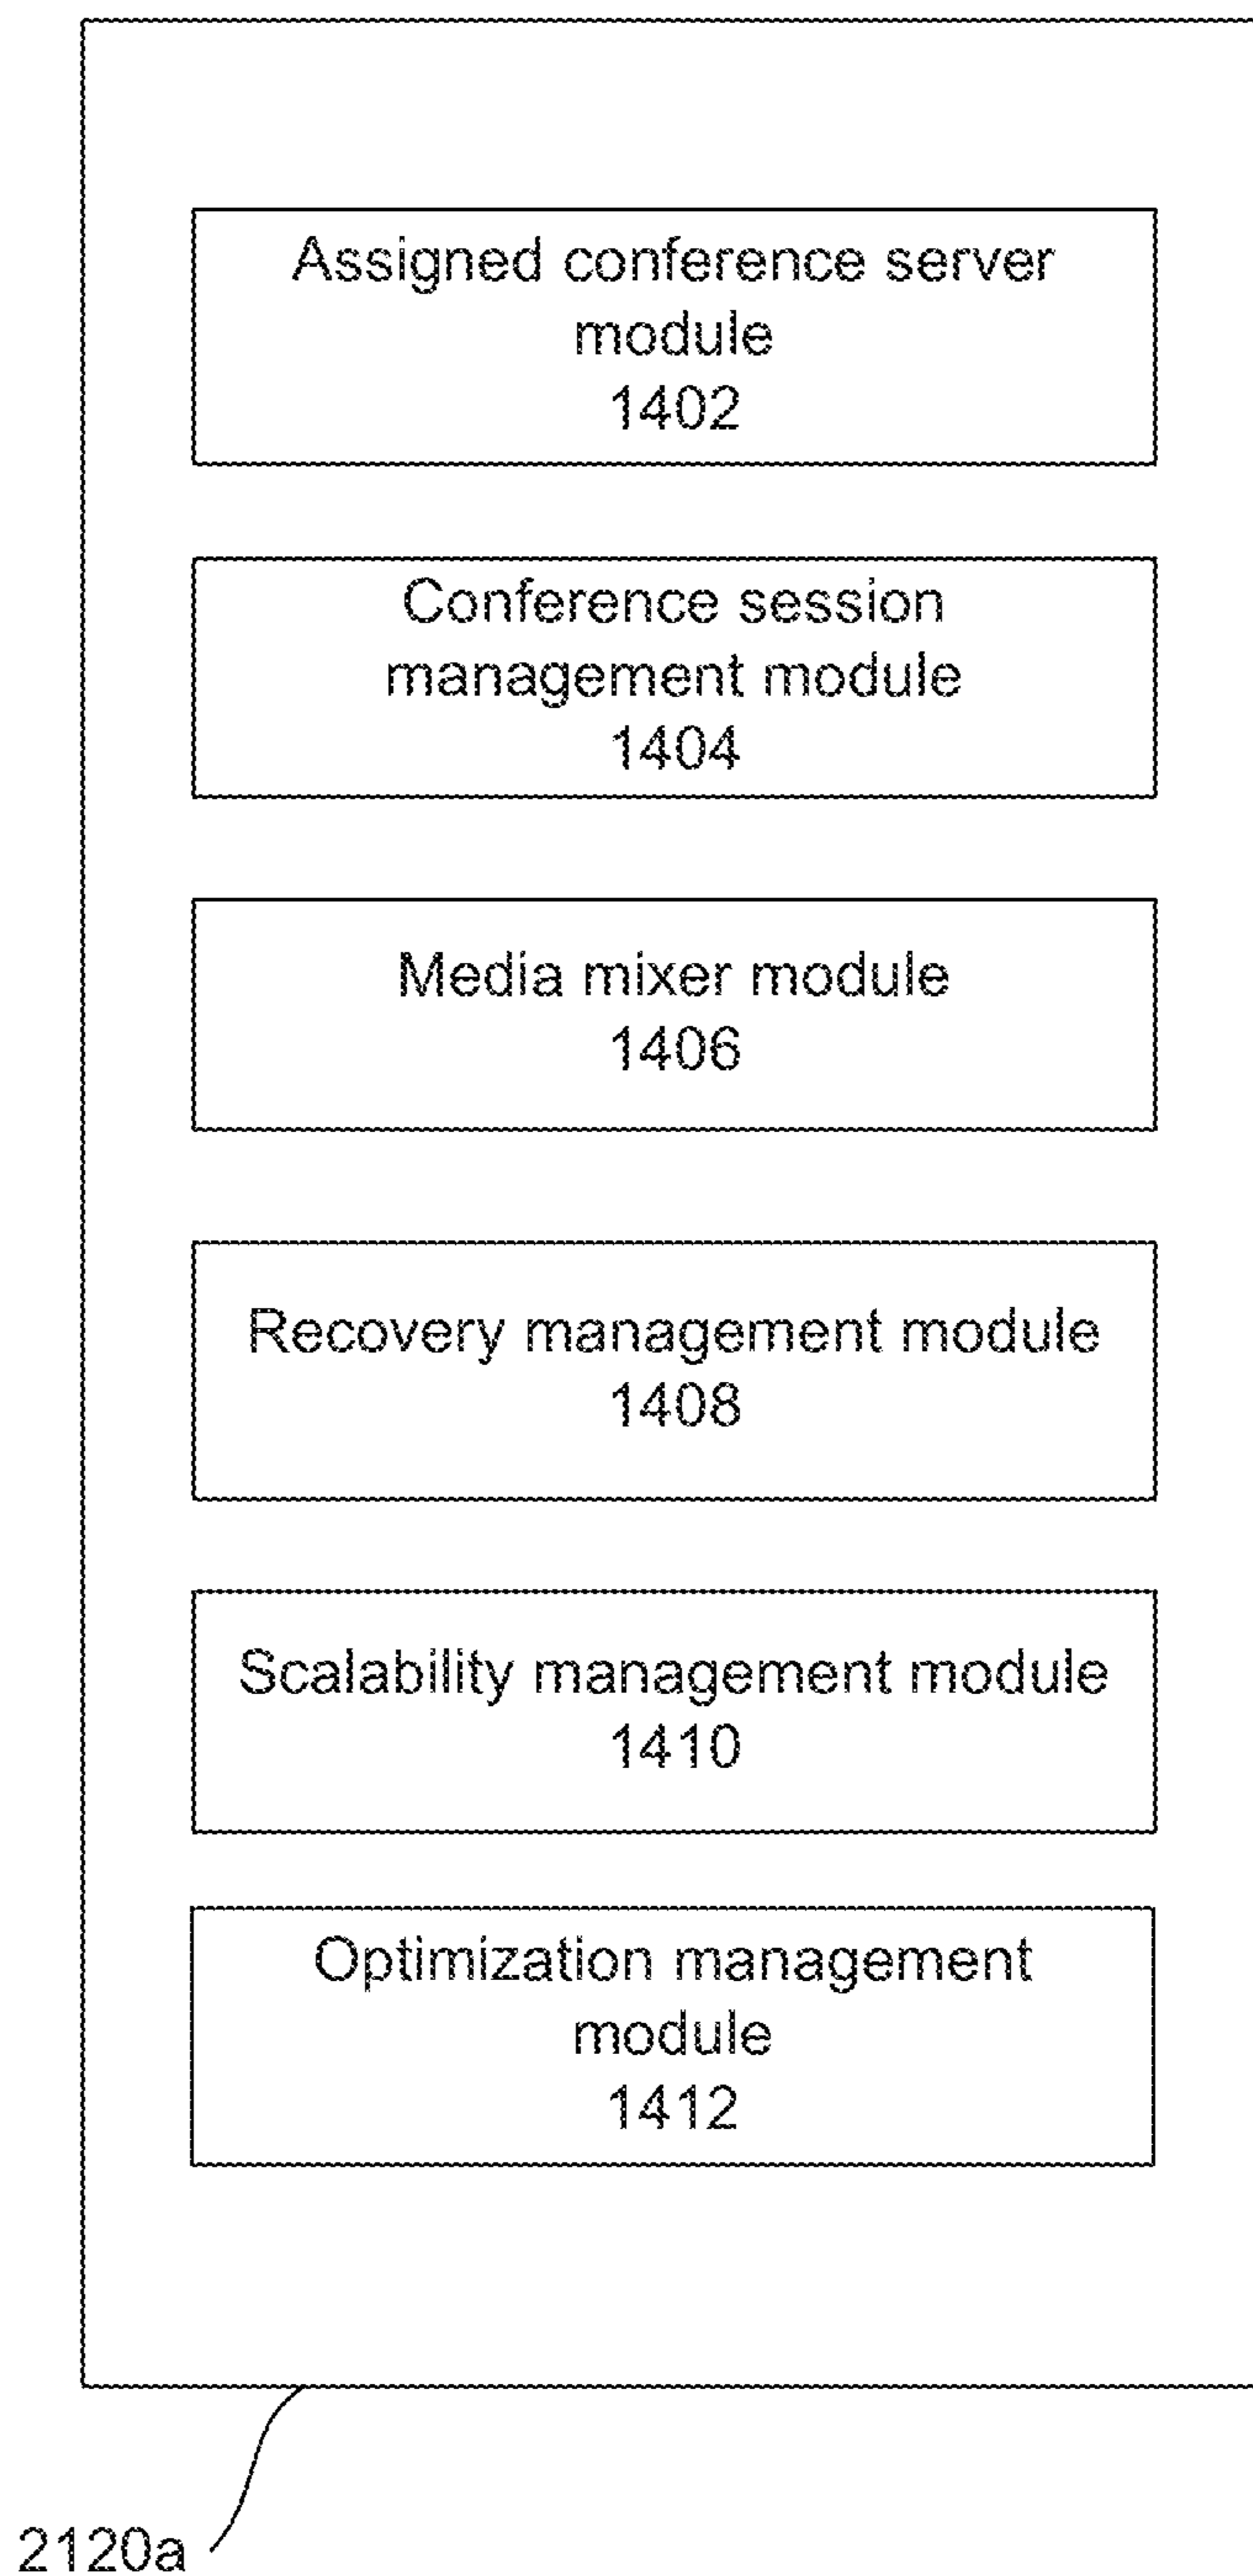 Assigned conference server
module
1402
Conference session
management module
1404
Media mixer module
1406
Recovery management module
1408
Scalability management module
1410
Optimization management
module
1412
2120a